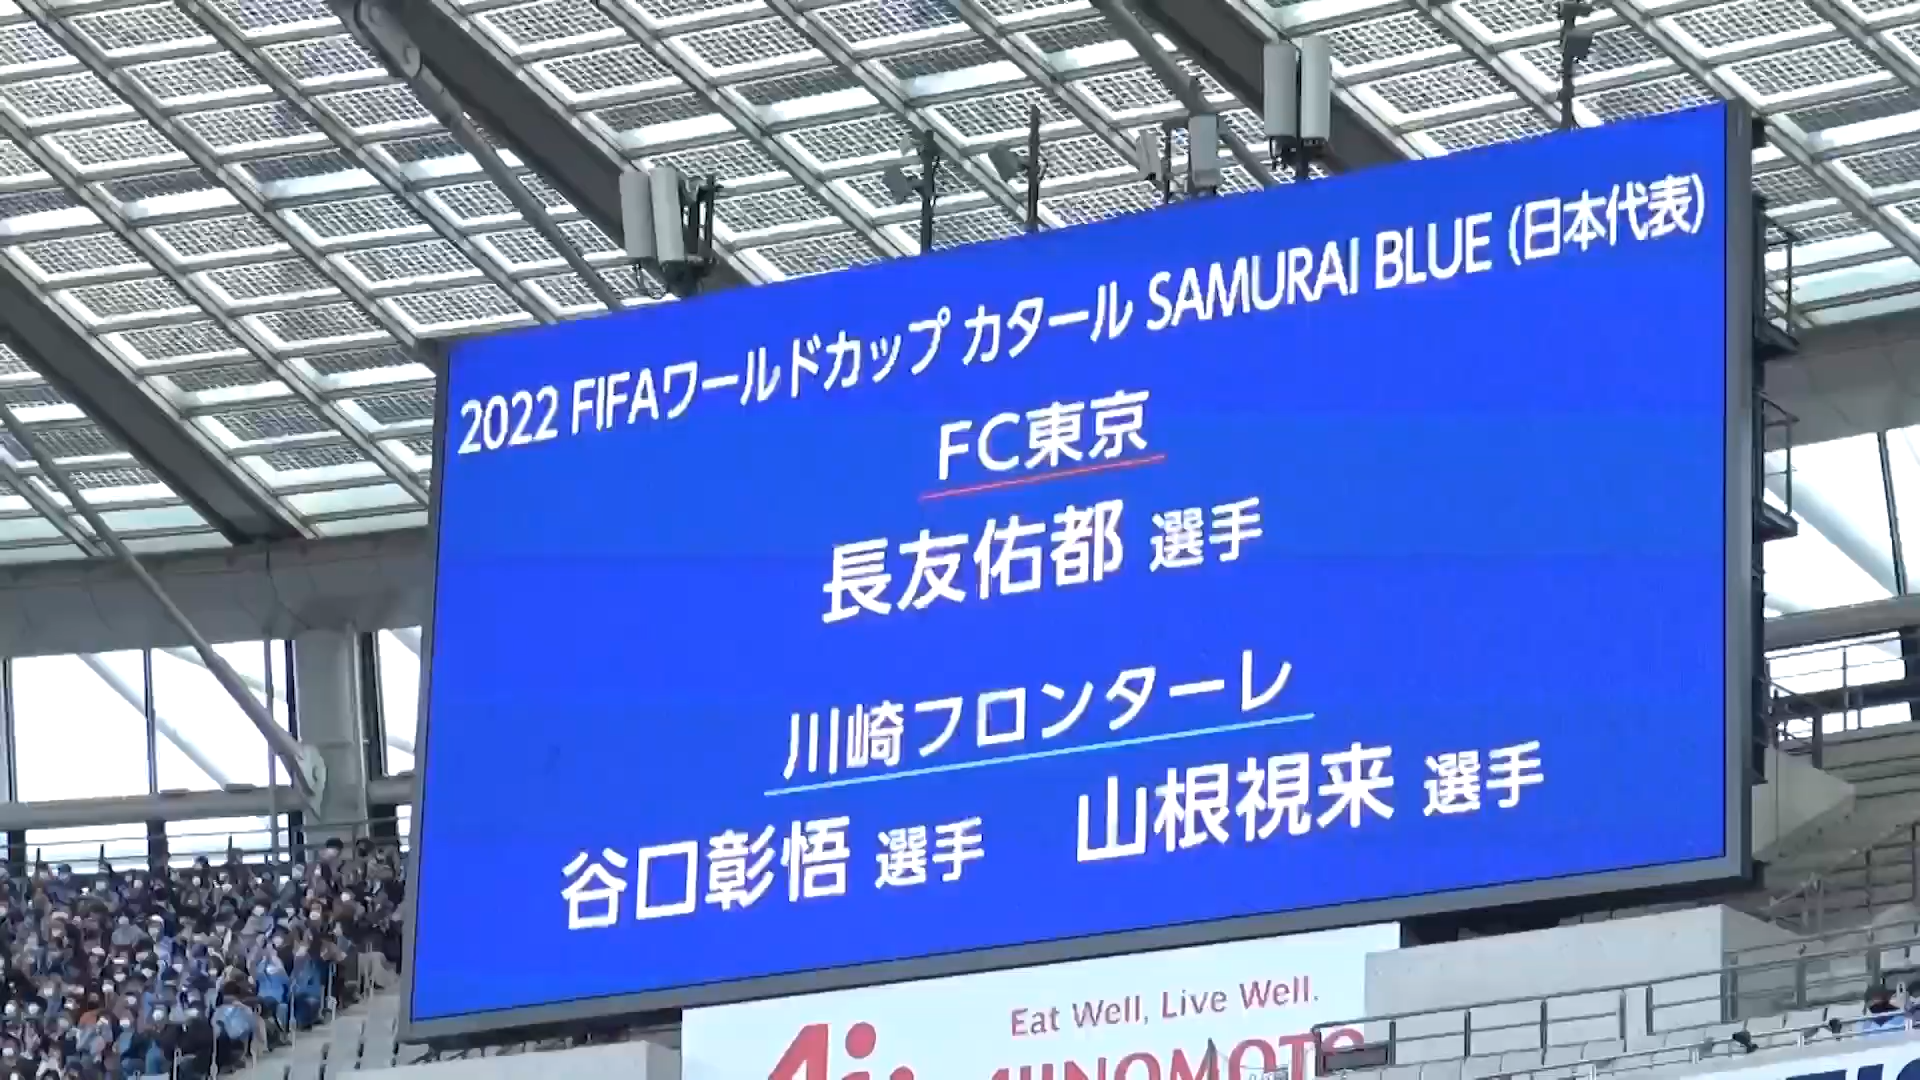 2022 FIFAワールドカップ カタール SAMURAI BLUE (日本代表)
FC東京
長友佑都 選手
川崎フロンターレ
谷口彰悟 選手 山根視来 選手
Eat Well, Live Well.
AJINOMOTO